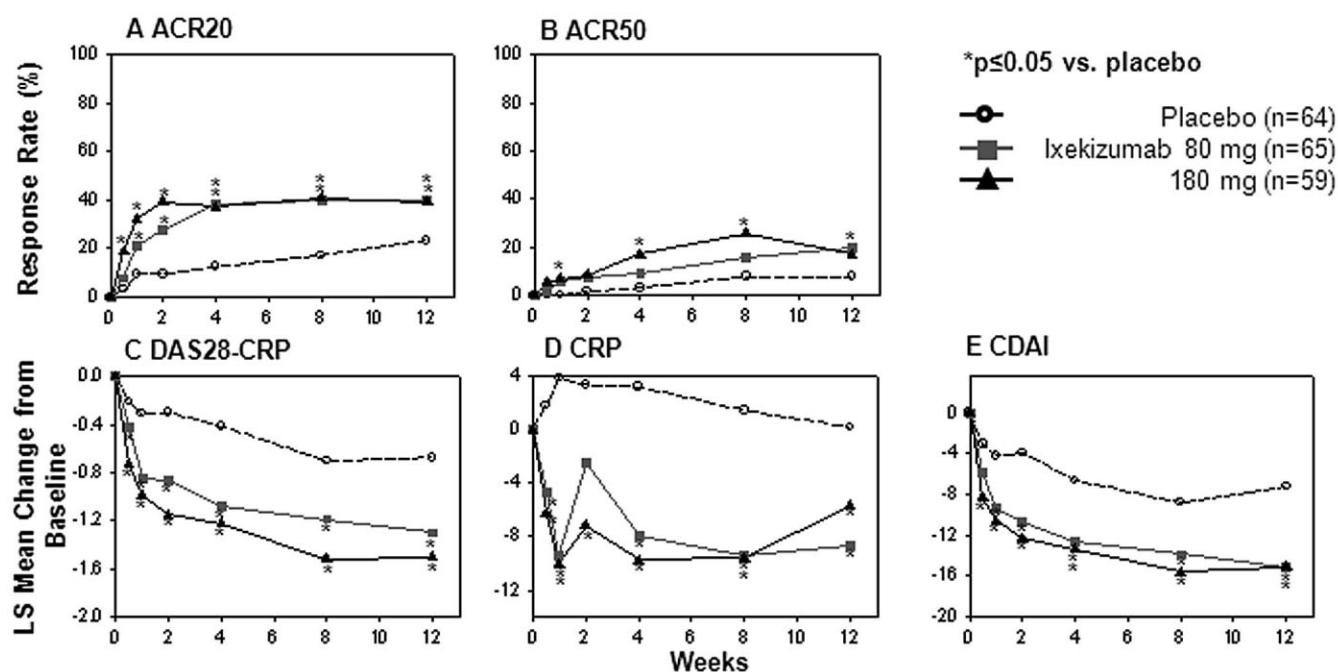 A ACR20
B ACR50
*p≤0.05 vs. placebo
Placebo (n=64)
Ixekizumab 80 mg (n=65)
180 mg (n=59)
Response Rate (%)
100
80
60
40
20
0
0 2 4 6 8 10 12
100
80
60
40
20
0
0 2 4 6 8 10 12
C DAS28-CRP
D CRP
E CDAI
LS Mean Change from
Baseline
0.0
-0.4
-0.8
-1.2
-1.6
-2.0
0 2 4 6 8 10 12
4
0
-4
-8
-12
0 2 4 6 8 10 12
0
-4
-8
-12
-16
-20
0 2 4 6 8 10 12
Weeks